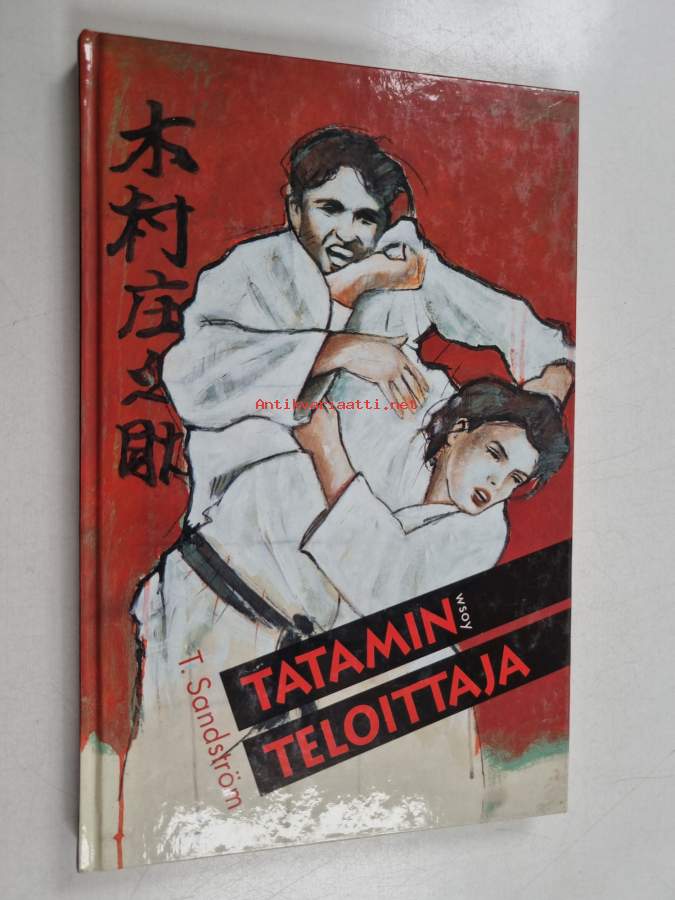 木村庄之助
Antikvariaatti.net
wsoy
TATAMIN
TELOITTAJA
T. Sandström